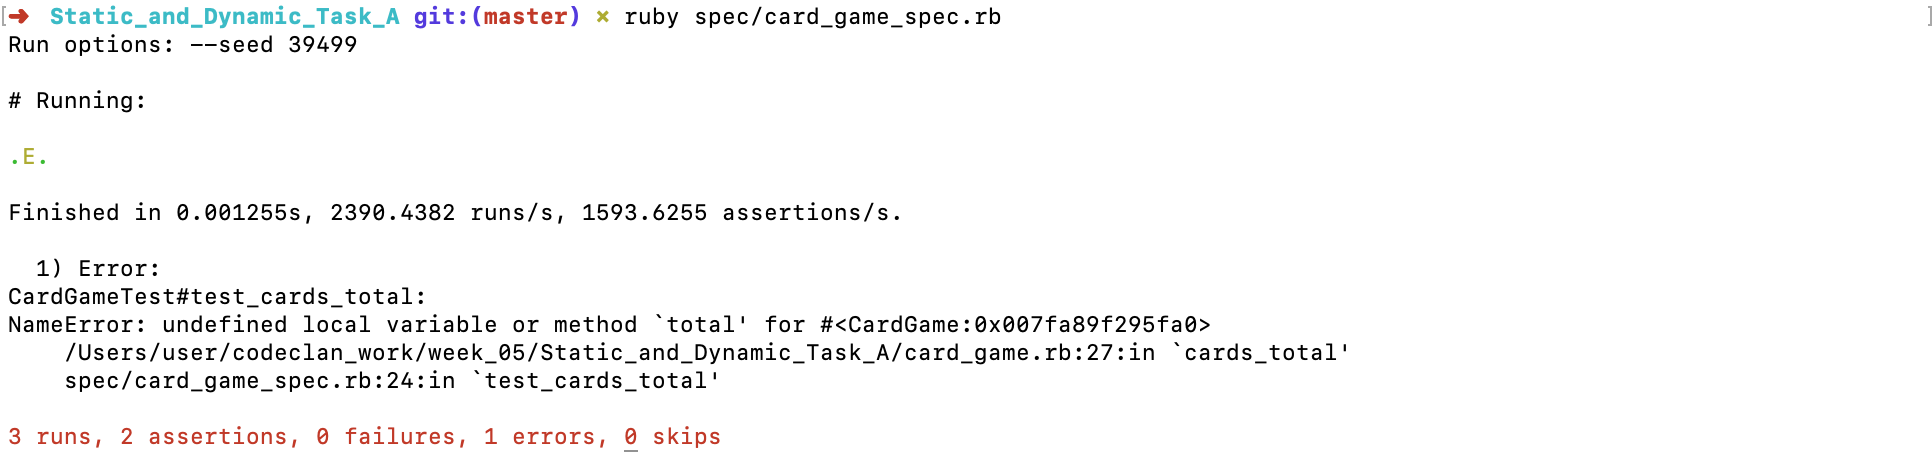 [➜  Static_and_Dynamic_Task_A git:(master) ✗ ruby spec/card_game_spec.rb ]
Run options: --seed 39499
# Running:
.E.
Finished in 0.001255s, 2390.4382 runs/s, 1593.6255 assertions/s.
  1) Error:
CardGameTest#test_cards_total:
NameError: undefined local variable or method `total' for #<CardGame:0x007fa89f295fa0>
    /Users/user/codeclan_work/week_05/Static_and_Dynamic_Task_A/card_game.rb:27:in `cards_total'
    spec/card_game_spec.rb:24:in `test_cards_total'
3 runs, 2 assertions, 0 failures, 1 errors, 0 skips